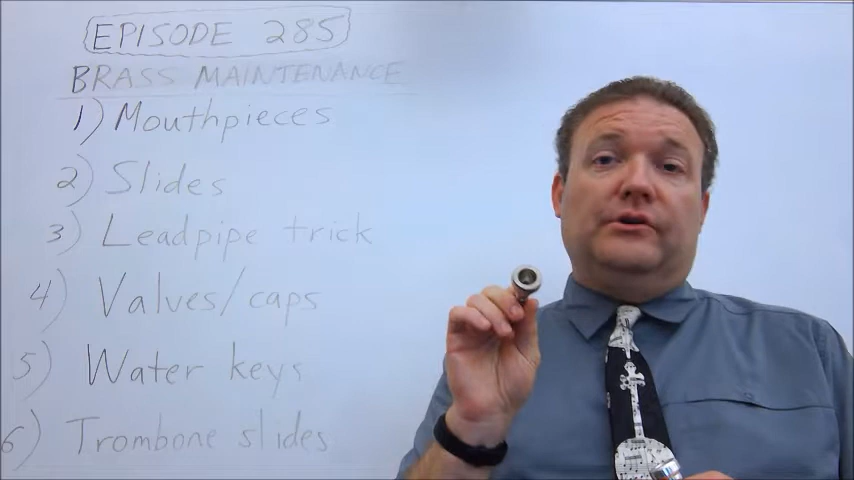 EPISODE 285
BRASS MAINTENANCE
1) Mouthpieces
2) Slides
3) Leadpipe trick
4) Valves/caps
5) Water keys
6) Trombone slides